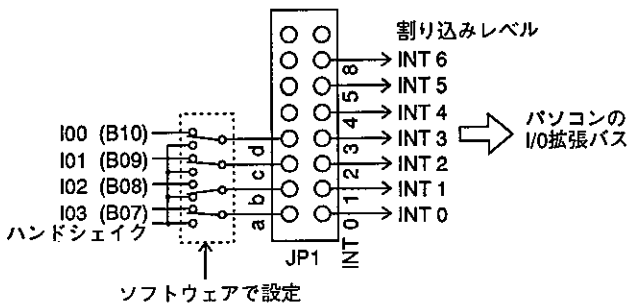 割り込みレベル
INT 6
INT 5
INT 4
INT 3
INT 2
INT 1
INT 0
8
5
4
3
2
1
INT 0
d
c
b
a
I00 (B10)
I01 (B09)
I02 (B08)
I03 (B07)
ハンドシェイク
JP1
パソコンの
I/O拡張バス
ソフトウェアで設定